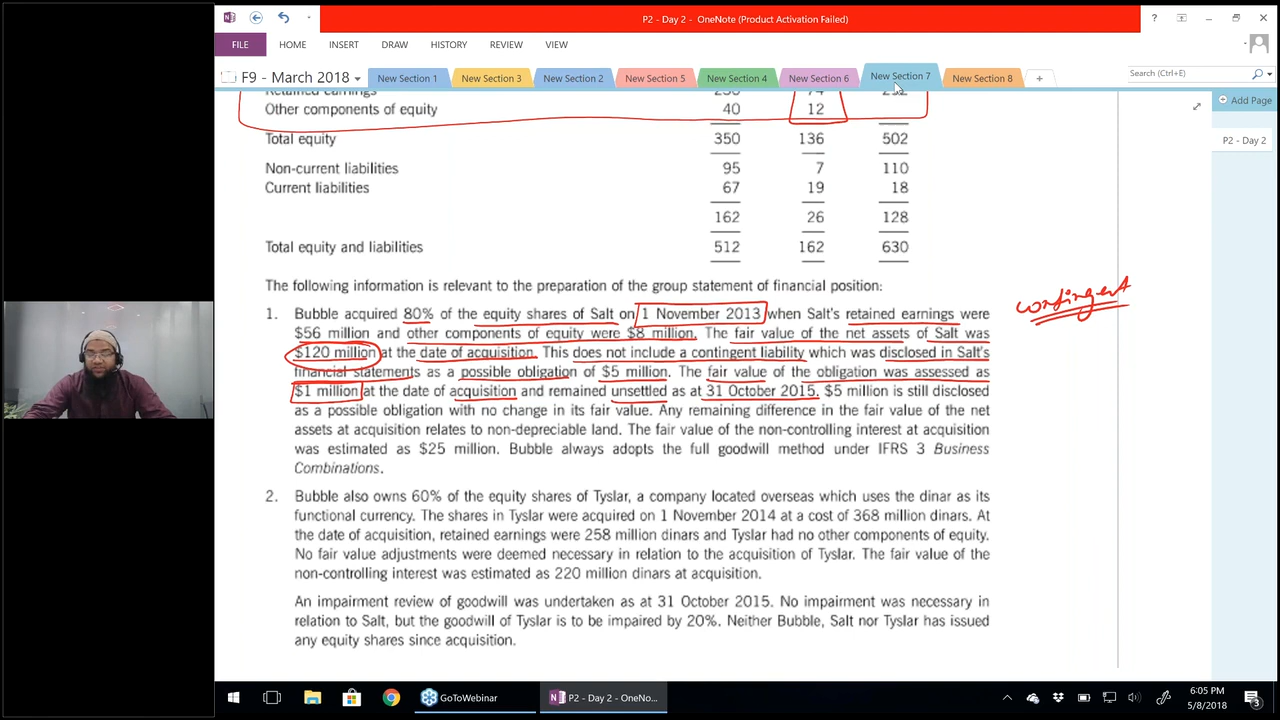 P2 - Day 2 - OneNote (Product Activation Failed)
FILE HOME INSERT DRAW HISTORY REVIEW VIEW
F9 - March 2018 New Section 1 New Section 3 New Section 2 New Section 5 New Section 4 New Section 6 New Section 7 New Section 8 Search (Ctrl+E)
Add Page
P2 - Day 2
Retained earnings
Other components of equity 40 12
Total equity 350 136 502
Non-current liabilities 95 7 110
Current liabilities 67 19 18
162 26 128
Total equity and liabilities 512 162 630
The following information is relevant to the preparation of the group statement of financial position:
contingent
1. Bubble acquired 80% of the equity shares of Salt on 1 November 2013 when Salt's retained earnings were
$56 million and other components of equity were $8 million. The fair value of the net assets of Salt was
$120 million at the date of acquisition. This does not include a contingent liability which was disclosed in Salt's
financial statements as a possible obligation of $5 million. The fair value of the obligation was assessed as
$1 million at the date of acquisition and remained unsettled as at 31 October 2015. $5 million is still disclosed
as a possible obligation with no change in its fair value. Any remaining difference in the fair value of the net
assets at acquisition relates to non-depreciable land. The fair value of the non-controlling interest at acquisition
was estimated as $25 million. Bubble always adopts the full goodwill method under IFRS 3 Business
Combinations.
2. Bubble also owns 60% of the equity shares of Tyslar, a company located overseas which uses the dinar as its
functional currency. The shares in Tyslar were acquired on 1 November 2014 at a cost of 368 million dinars. At
the date of acquisition, retained earnings were 258 million dinars and Tyslar had no other components of equity.
No fair value adjustments were deemed necessary in relation to the acquisition of Tyslar. The fair value of the
non-controlling interest was estimated as 220 million dinars at acquisition.
An impairment review of goodwill was undertaken as at 31 October 2015. No impairment was necessary in
relation to Salt, but the goodwill of Tyslar is to be impaired by 20%. Neither Bubble, Salt nor Tyslar has issued
any equity shares since acquisition.
GoToWebinar P2 - Day 2 - OneNo... 6:05 PM
5/8/2018 3